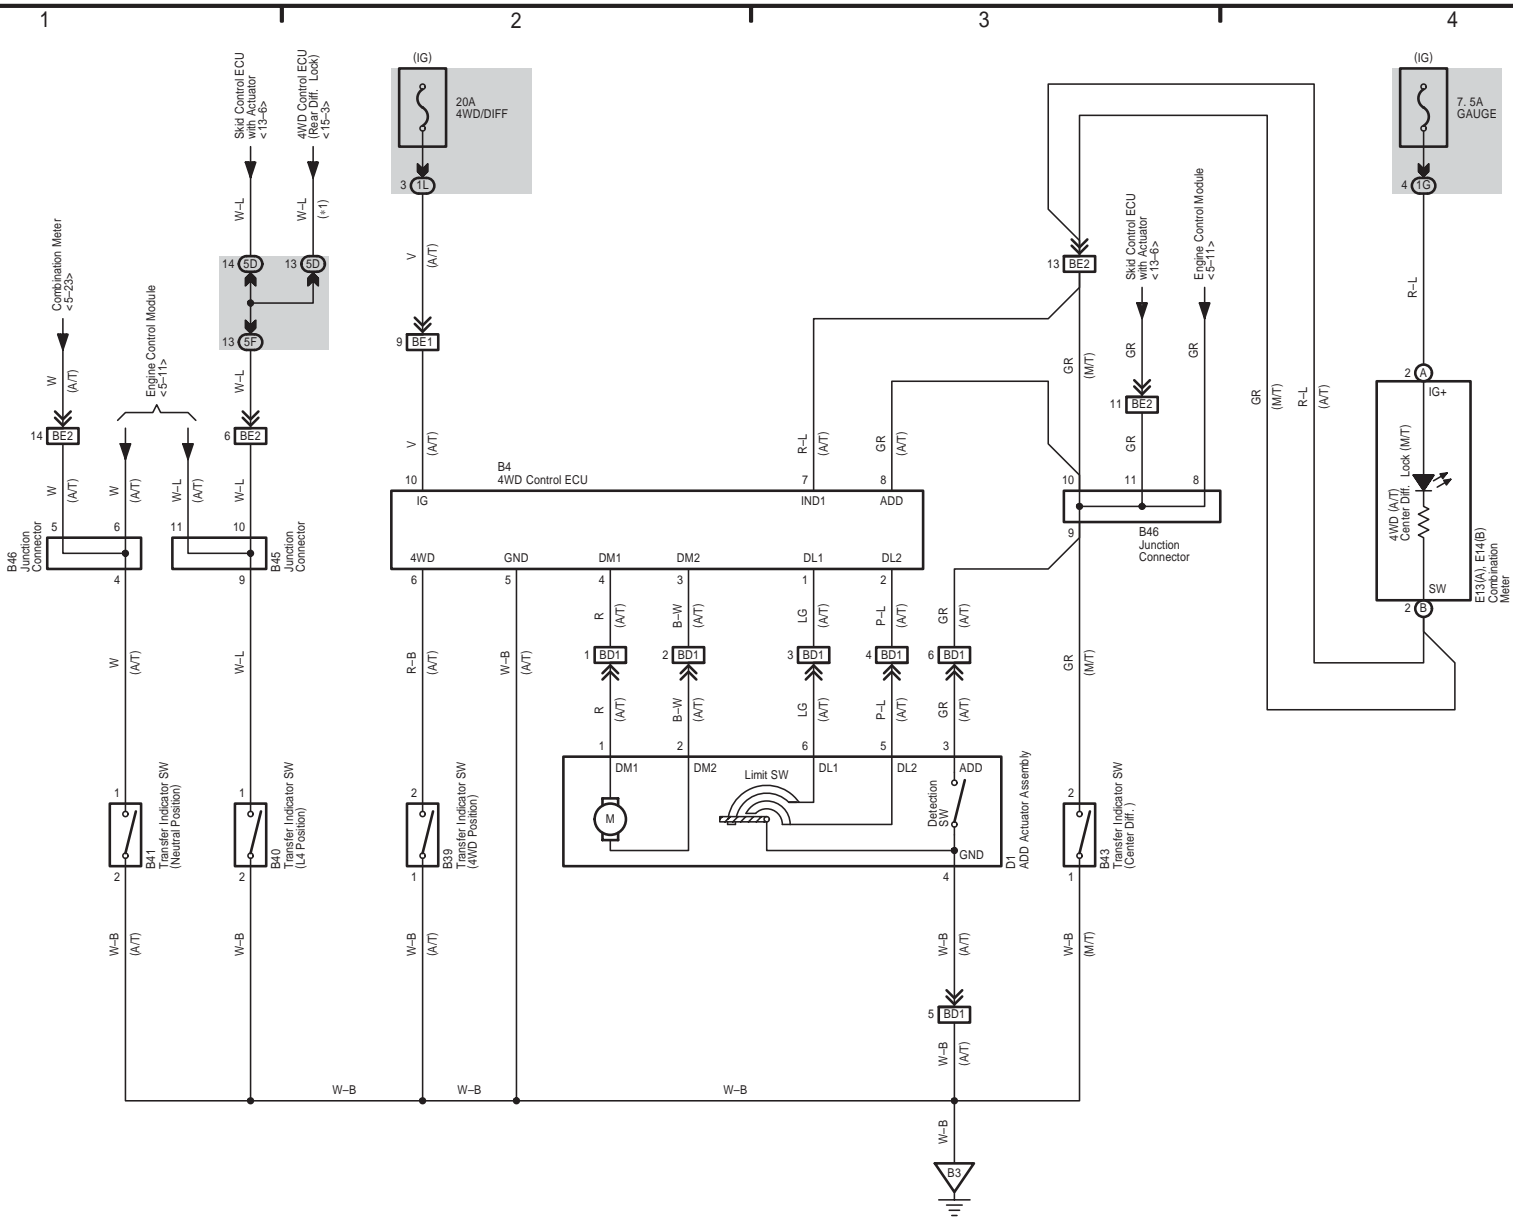 1
2
3
4
Skid Control ECU
with Actuator
<13–6>
4WD Control ECU
(Rear Diff. Lock)
<15–3>
(IG)
20A
4WD/DIFF
3 1L
(IG)
7. 5A
GAUGE
4 1G
W–L
W–L
(∗1)
V
(A/T)
Combination Meter
<5–23>
Engine Control Module
<5–11>
14 5D
13 5D
13 5F
9 BE1
13 BE2
Skid Control ECU
with Actuator
<13–6>
Engine Control Module
<5–11>
R–L
W
(A/T)
W–L
GR
(M/T)
GR
GR
GR
(M/T)
R–L
(A/T)
2 A
IG+
14 BE2
6 BE2
11 BE2
W
(A/T)
W
(A/T)
W–L
(A/T)
W–L
V
(A/T)
R–L
(A/T)
GR
(A/T)
GR
4WD (A/T)
Center Diff. Lock (M/T)
B4
4WD Control ECU
10
7
8
10
11
8
IG
IND1
ADD
5
6
11
10
B46
Junction
Connector
B45
Junction
Connector
9
B46
Junction
Connector
4WD
GND
DM1
DM2
DL1
DL2
4
9
6
5
4
3
1
2
SW
2 B
E13(A), E14(B)
Combination
Meter
R
(A/T)
B–W
(A/T)
LG
(A/T)
P–L
(A/T)
GR
(A/T)
W
(A/T)
W–L
R–B
(A/T)
W–B
(A/T)
1 BD1
2 BD1
3 BD1
4 BD1
6 BD1
GR
(M/T)
R
(A/T)
B–W
(A/T)
LG
(A/T)
P–L
(A/T)
GR
(A/T)
1
2
6
5
3
DM1
DM2
Limit SW
DL1
DL2
ADD
1
1
2
2
M
Detection
SW
GND
B41
Transfer Indicator SW
(Neutral Position)
B40
Transfer Indicator SW
(L4 Position)
B39
Transfer Indicator SW
(4WD Position)
D1
ADD Actuator Assembly
B43
Transfer Indicator SW
(Center Diff. )
2
2
1
4
1
W–B
(A/T)
W–B
W–B
(A/T)
W–B
(A/T)
W–B
(M/T)
5 BD1
W–B
(A/T)
W–B
W–B
W–B
W–B
B3